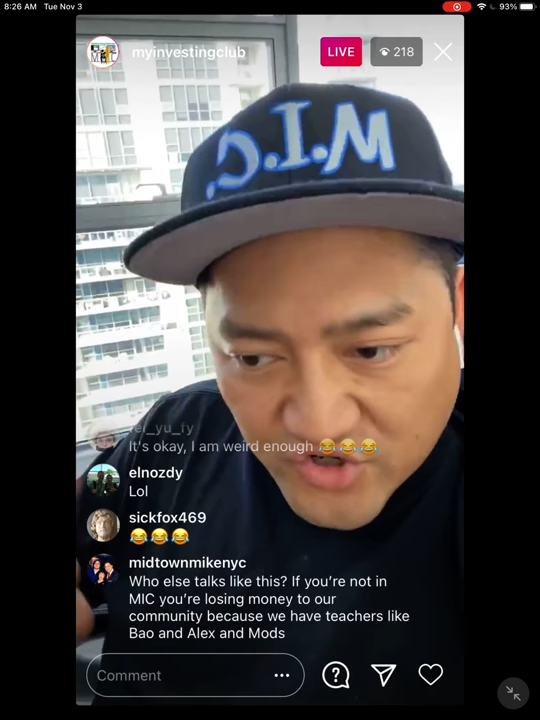 8:26 AM Tue Nov 3
93%
myinvestingclub
LIVE
218
M.I.C.
It's okay, I am weird enough 😂😂😂
elnozdy
Lol
sickfox469
😂😂😂
midtownmikenyc
Who else talks like this? If you're not in
MIC you're losing money to our
community because we have teachers like
Bao and Alex and Mods
Comment